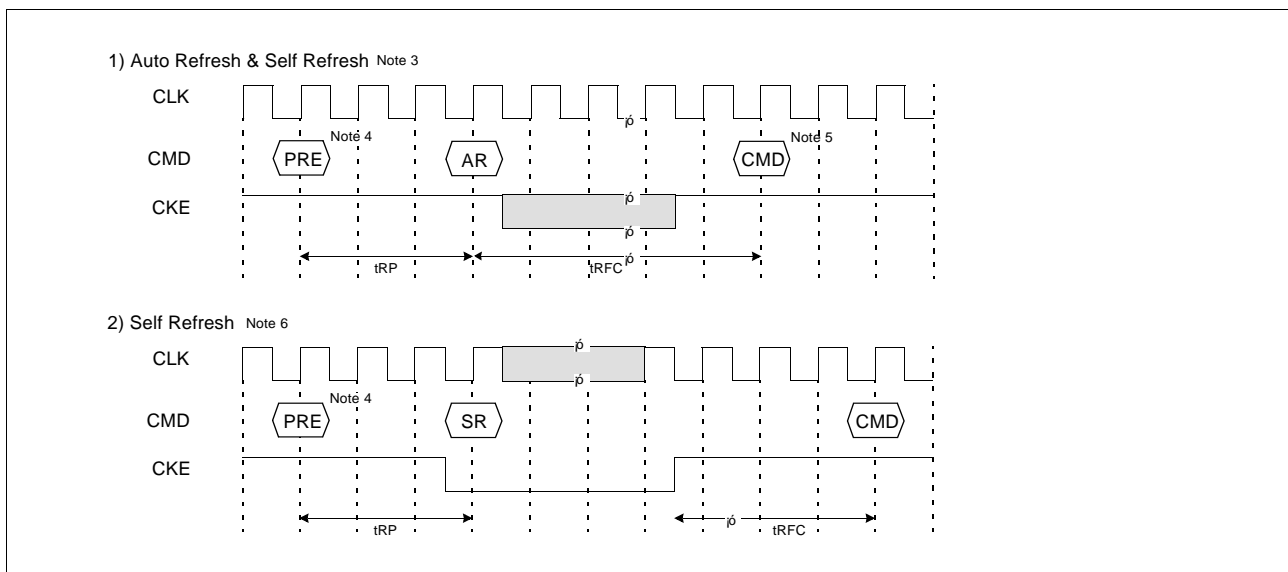 1) Auto Refresh & Self Refresh Note 3
CLK
¡ó
CMD
PRE
Note 4
AR
CMD
Note 5
CKE
¡ó
¡ó
tRP
tRFC
¡ó
2) Self Refresh Note 6
CLK
¡ó
¡ó
CMD
PRE
Note 4
SR
CMD
CKE
tRP
¡ó
tRFC